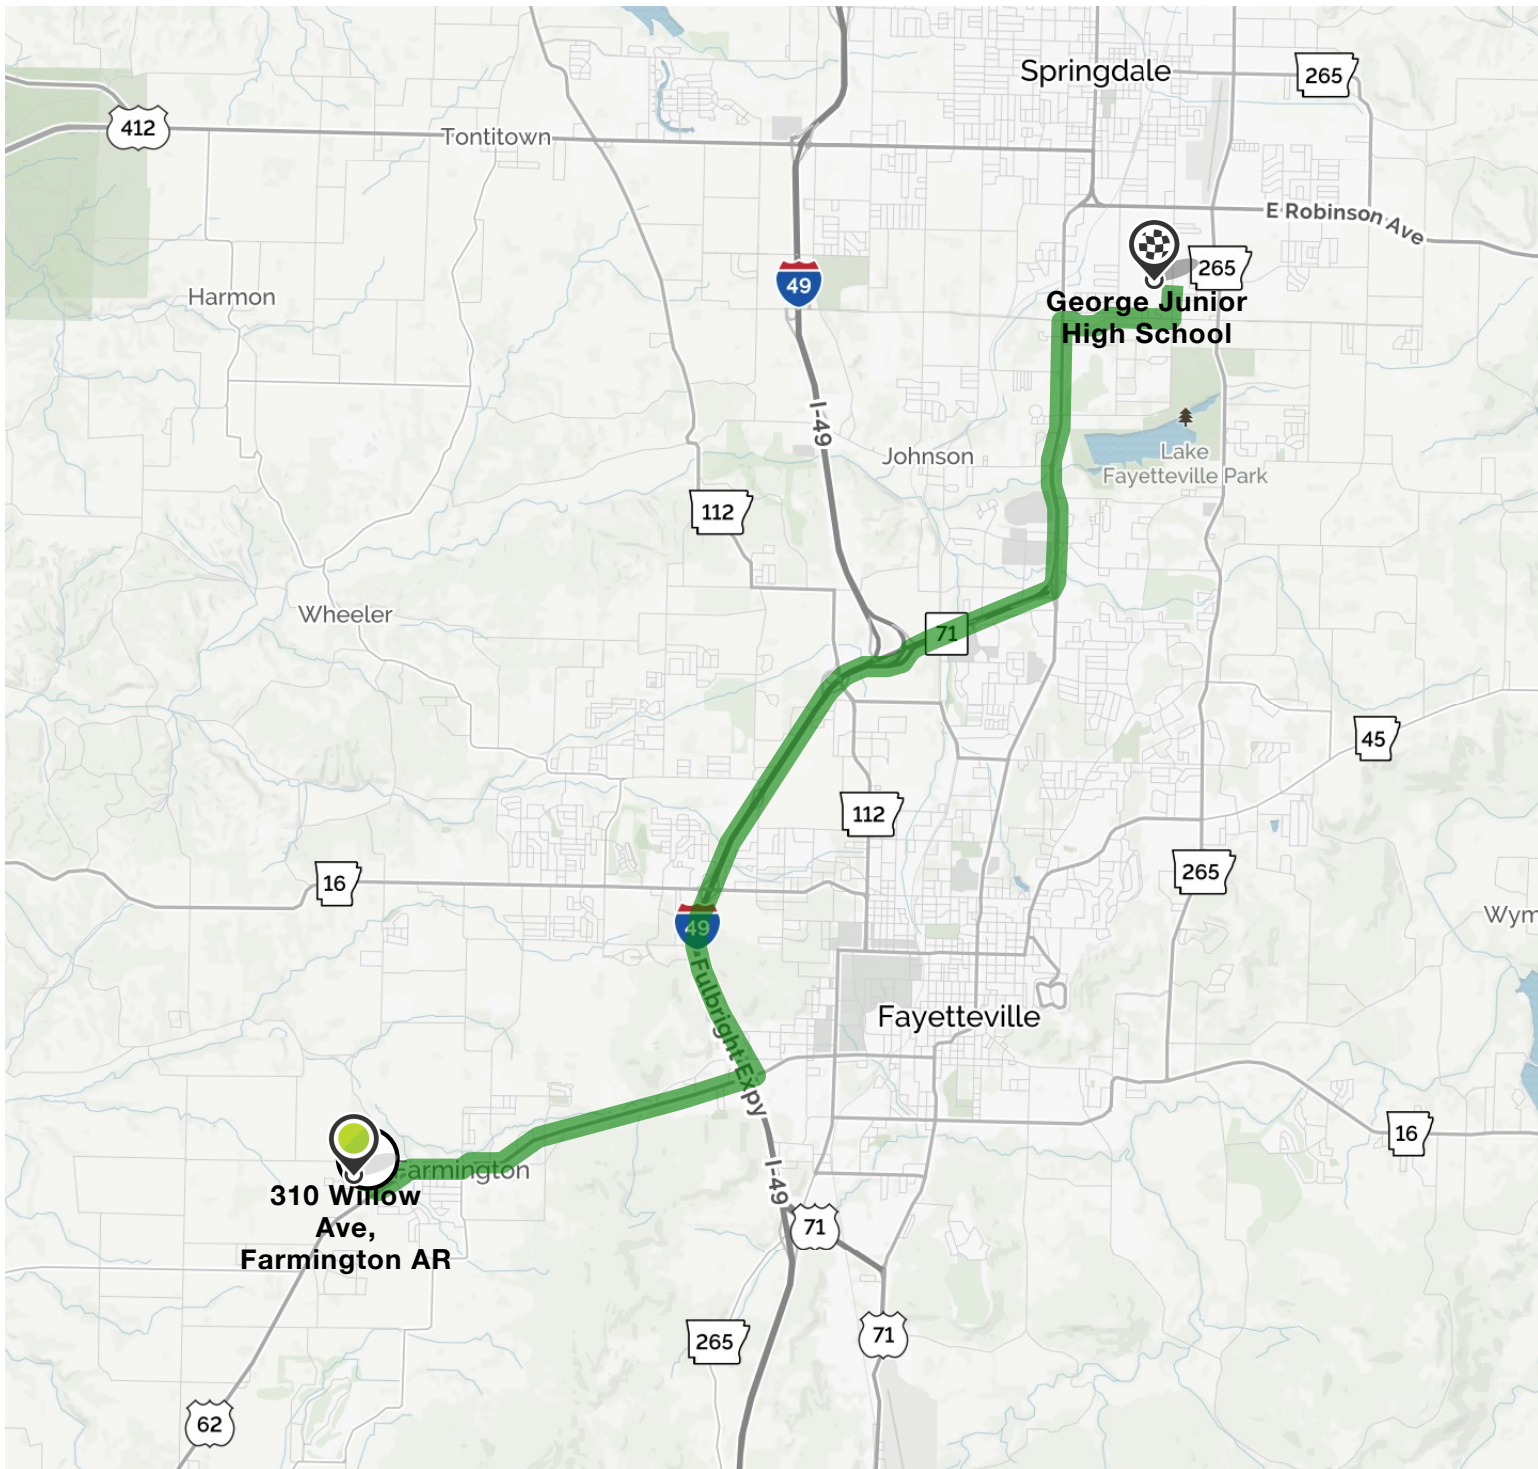 Springdale
265
412
Tontitown
E Robinson Ave
265
49
Harmon
George Junior
High School
I-49
Johnson
Lake
Fayetteville Park
112
Wheeler
71
45
112
265
16
49
Wym
Fulbright Expy
Fayetteville
16
Farmington
310 Willow
Ave,
Farmington AR
I-49
71
265
71
62